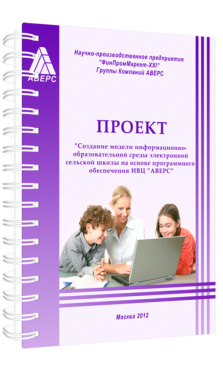 АВЕРС
Научно-производственное предприятие
"ФинПромМаркет-XXI"
Группы Компаний АВЕРС
ПРОЕКТ
"Создание модели информационно-
образовательной среды электронной
сельской школы на основе программного
обеспечения ИВЦ "АВЕРС"
Москва 2012